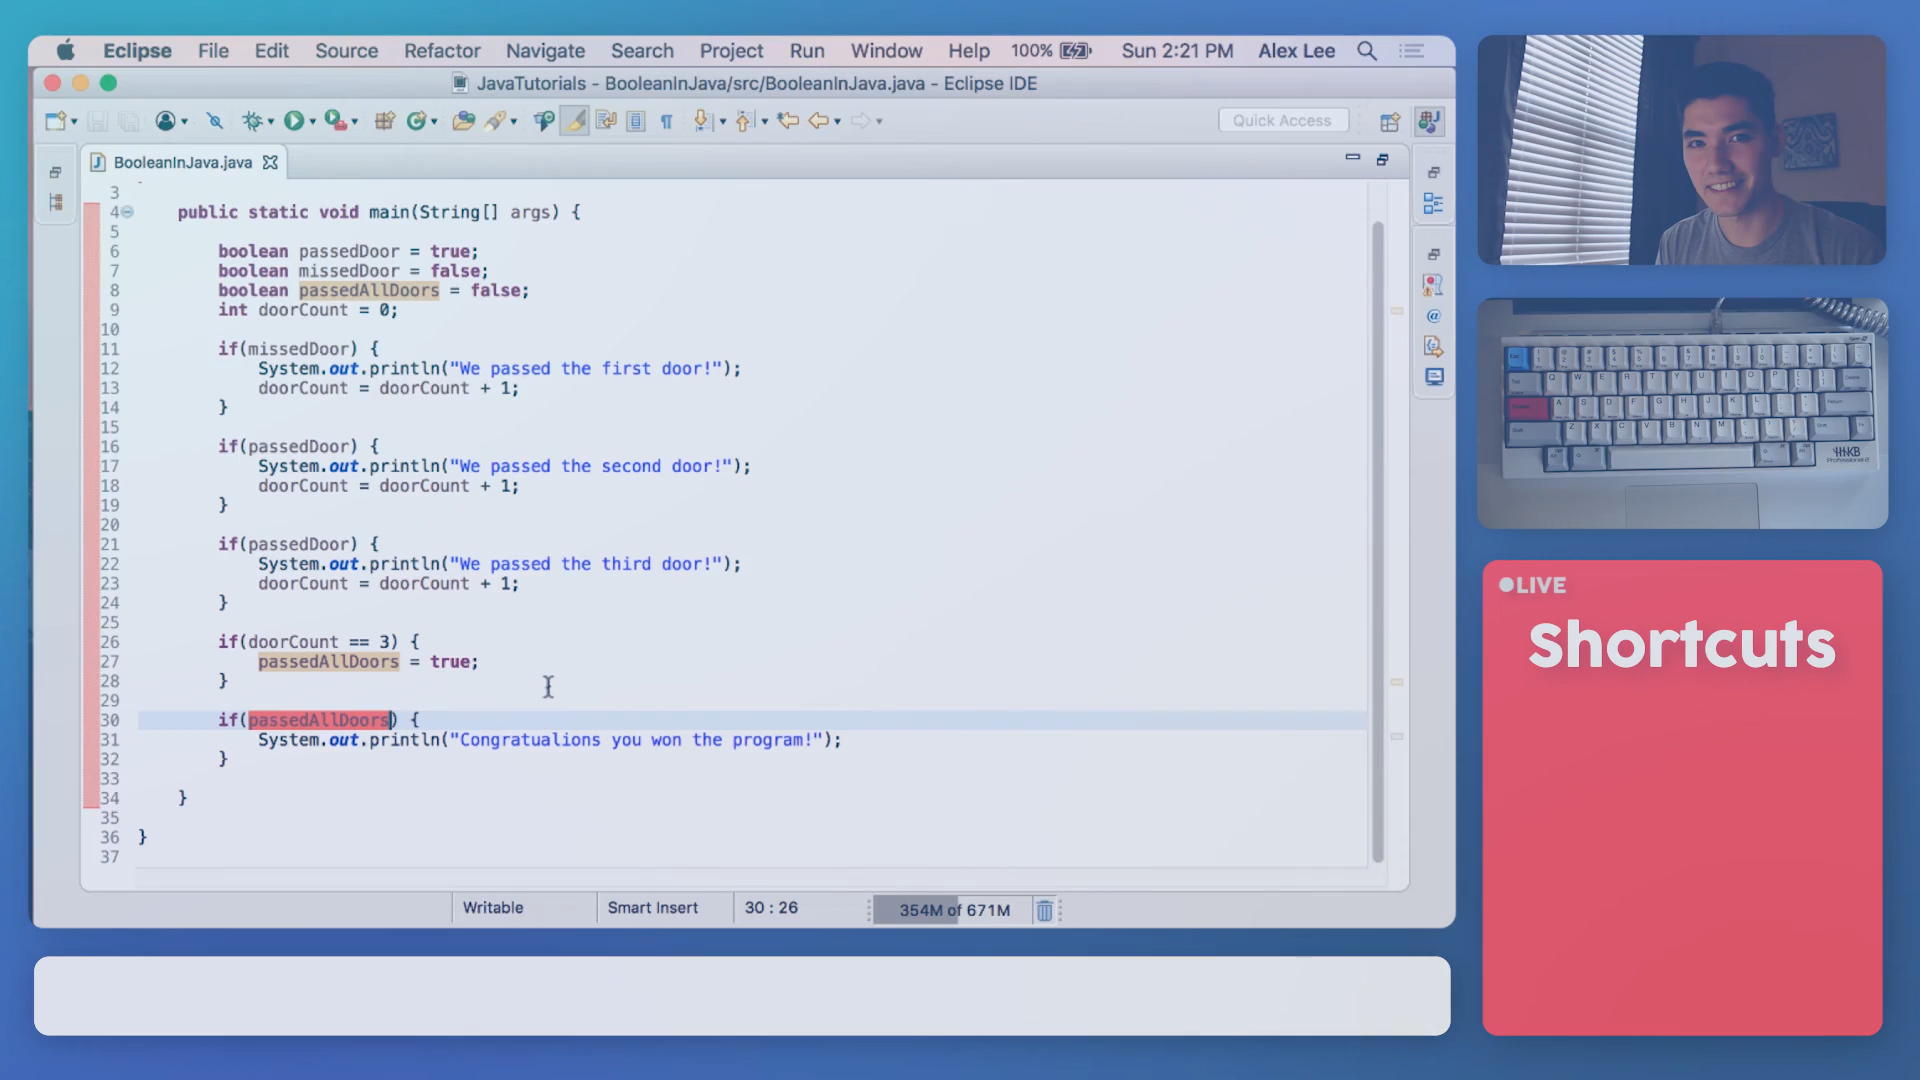 Eclipse File Edit Source Refactor Navigate Search Project Run Window Help 100% Sun 2:21 PM Alex Lee
JavaTutorials - BooleanInJava/src/BooleanInJava.java - Eclipse IDE
Quick Access
BooleanInJava.java
3
4 public static void main(String[] args) {
5
6 boolean passedDoor = true;
7 boolean missedDoor = false;
8 boolean passedAllDoors = false;
9 int doorCount = 0;
10
11 if(missedDoor) {
12 System.out.println("We passed the first door!");
13 doorCount = doorCount + 1;
14 }
15
16 if(passedDoor) {
17 System.out.println("We passed the second door!");
18 doorCount = doorCount + 1;
19 }
20
21 if(passedDoor) {
22 System.out.println("We passed the third door!");
23 doorCount = doorCount + 1;
24 }
25
26 if(doorCount == 3) {
27 passedAllDoors = true;
28 }
29
30 if(passedAllDoors) {
31 System.out.println("Congratualions you won the program!");
32 }
33
34 }
35
36 }
37
Writable Smart Insert 30 : 26 354M of 671M
HHKB
Professional 2
LIVE
Shortcuts